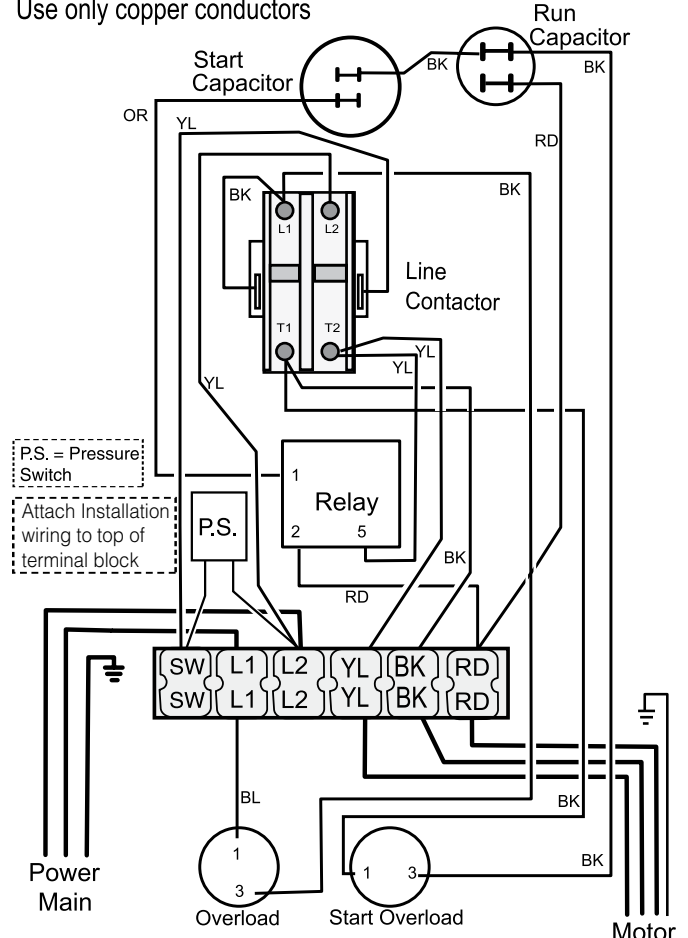 Use only copper conductors
Run
Capacitor
Start
Capacitor
BK
BK
OR
YL
RD
BK
BK
L1
L2
Line
Contactor
T1
T2
YL
YL
YL
P.S. = Pressure
Switch
Attach Installation
wiring to top of
terminal block
P.S.
1
Relay
2
5
BK
RD
SW
L1
L2
YL
BK
RD
SW
L1
L2
YL
BK
RD
BL
BK
1
3
1
3
BK
Power
Main
Overload
Start Overload
Motor